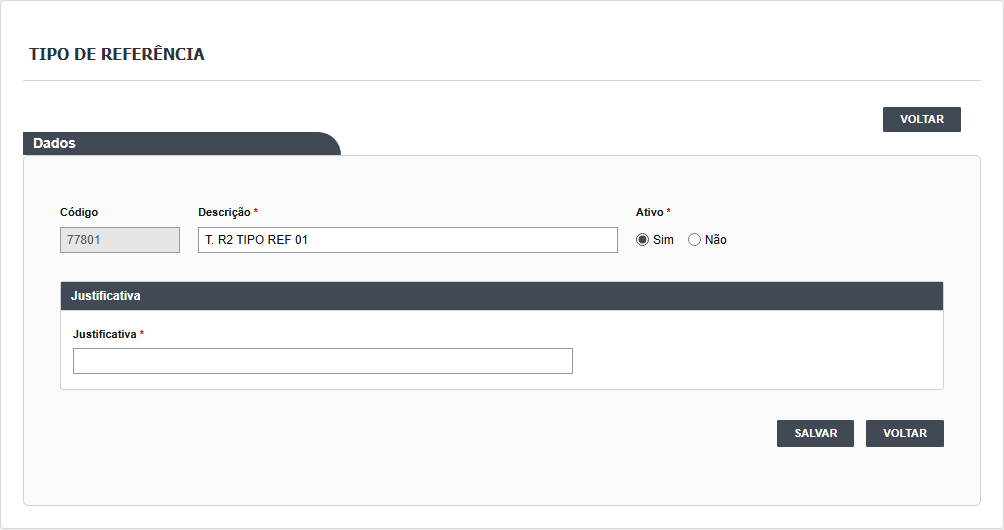 TIPO DE REFERÊNCIA
VOLTAR
Dados
Código Descrição * Ativo *
77801 T. R2 TIPO REF 01 Sim Não
Justificativa
Justificativa *
SALVAR VOLTAR